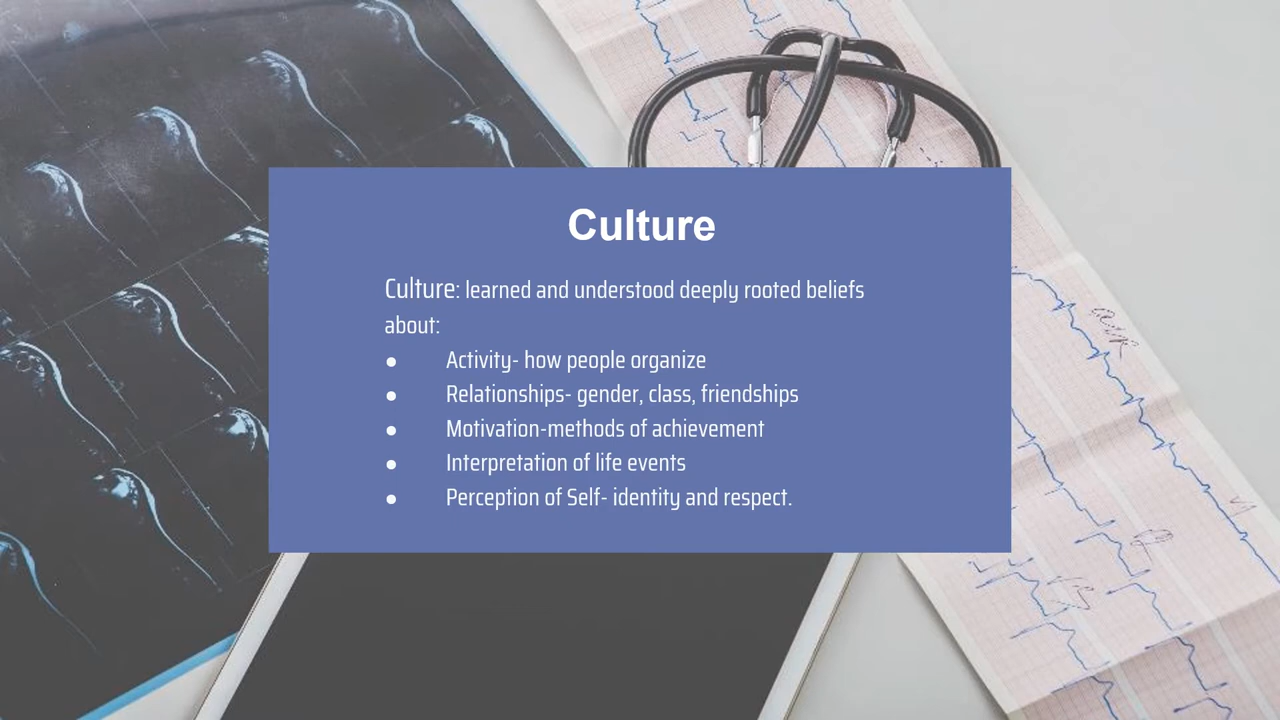 Culture
Culture: learned and understood deeply rooted beliefs
about:
● Activity- how people organize
● Relationships- gender, class, friendships
● Motivation-methods of achievement
● Interpretation of life events
● Perception of Self- identity and respect.